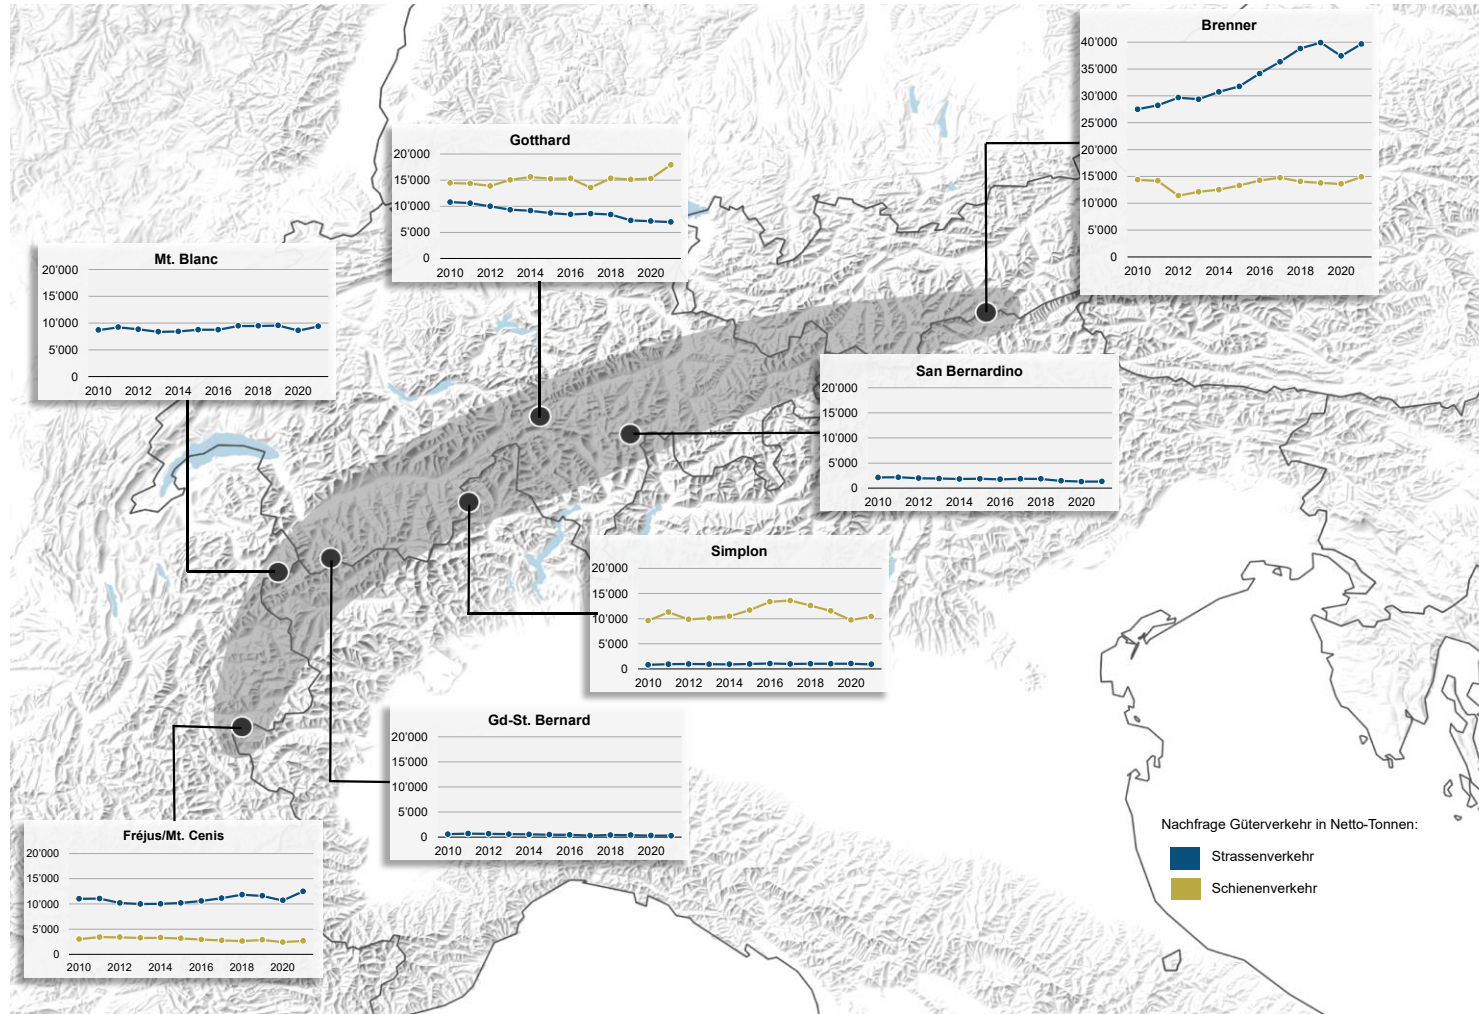 Brenner
40'000
35'000
30'000
25'000
20'000
15'000
10'000
5'000
0
2010 2012 2014 2016 2018 2020
Gotthard
20'000
15'000
10'000
5'000
0
2010 2012 2014 2016 2018 2020
Mt. Blanc
20'000
15'000
10'000
5'000
0
2010 2012 2014 2016 2018 2020
San Bernardino
20'000
15'000
10'000
5'000
0
2010 2012 2014 2016 2018 2020
Simplon
20'000
15'000
10'000
5'000
0
2010 2012 2014 2016 2018 2020
Gd-St. Bernard
20'000
15'000
10'000
5'000
0
2010 2012 2014 2016 2018 2020
Fréjus/Mt. Cenis
20'000
15'000
10'000
5'000
0
2010 2012 2014 2016 2018 2020
Nachfrage Güterverkehr in Netto-Tonnen:
Strassenverkehr
Schienenverkehr